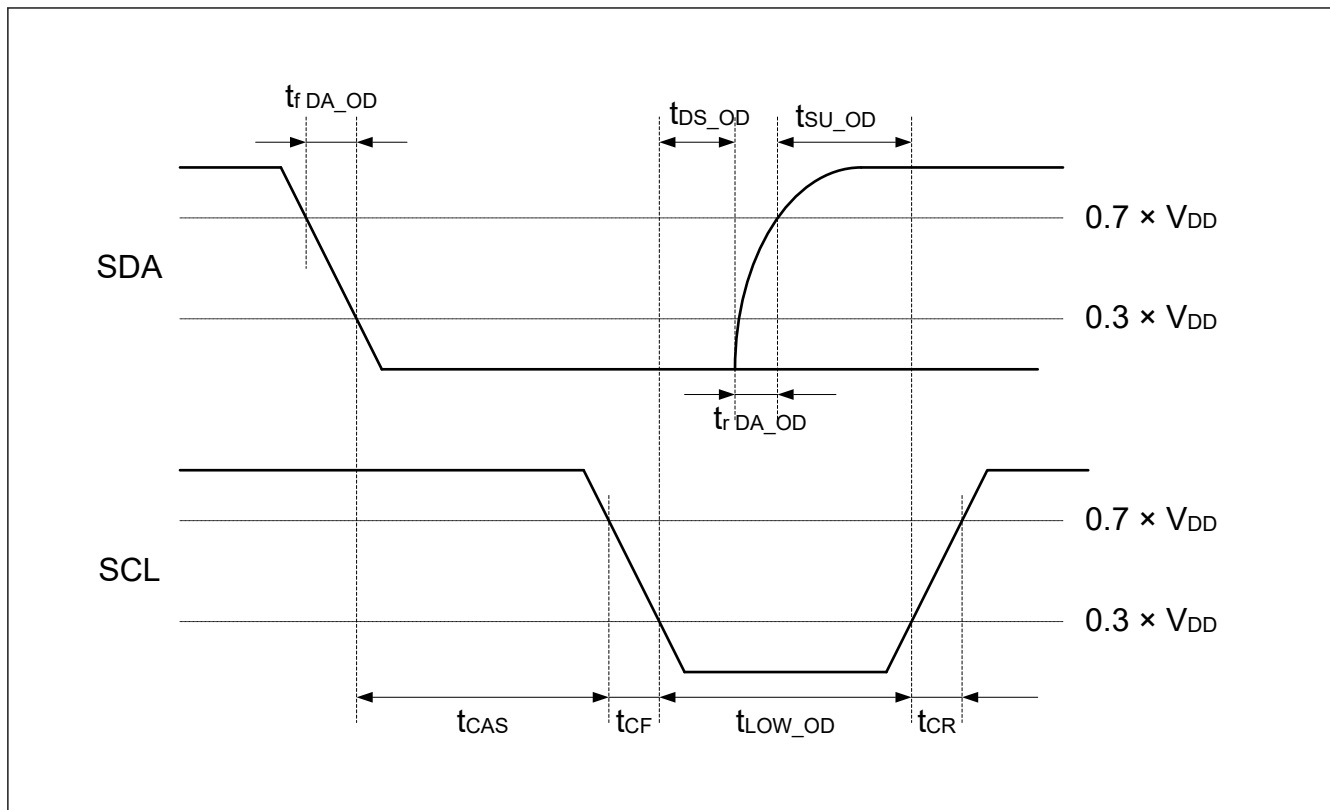 tf DA_OD
tDS_OD
tSU_OD
0.7 × VDD
SDA
0.3 × VDD
tr DA_OD
0.7 × VDD
SCL
0.3 × VDD
tCAS
tCF
tLOW_OD
tCR